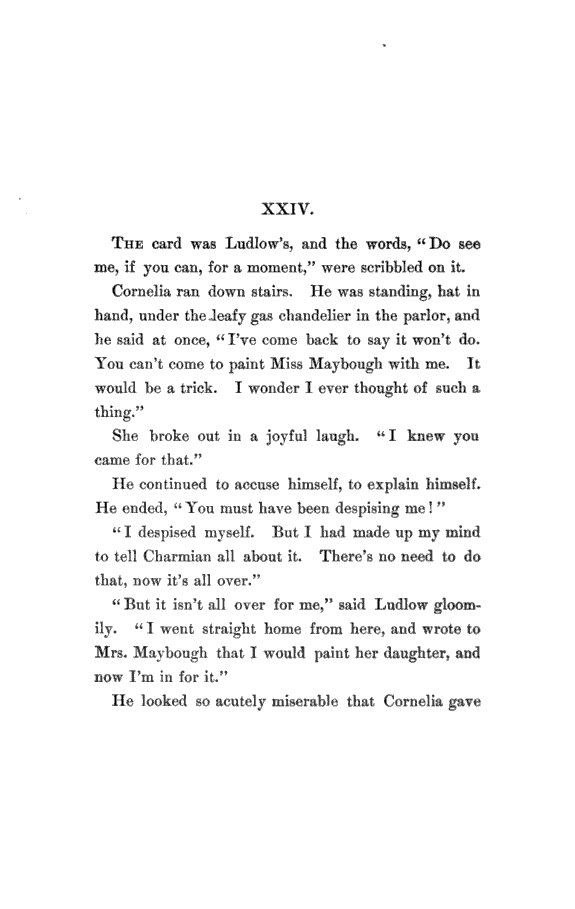 XXIV.
THE card was Ludlow's, and the words, "Do see
me, if you can, for a moment," were scribbled on it.
Cornelia ran down stairs. He was standing, hat in
hand, under the leafy gas chandelier in the parlor, and
he said at once, "I've come back to say it won't do.
You can't come to paint Miss Maybough with me. It
would be a trick. I wonder I ever thought of such a
thing."
She broke out in a joyful laugh. "I knew you
came for that."
He continued to accuse himself, to explain himself.
He ended, "You must have been despising me!"
"I despised myself. But I had made up my mind
to tell Charmian all about it. There's no need to do
that, now it's all over."
"But it isn't all over for me," said Ludlow gloom-
ily. "I went straight home from here, and wrote to
Mrs. Maybough that I would paint her daughter, and
now I'm in for it."
He looked so acutely miserable that Cornelia gave